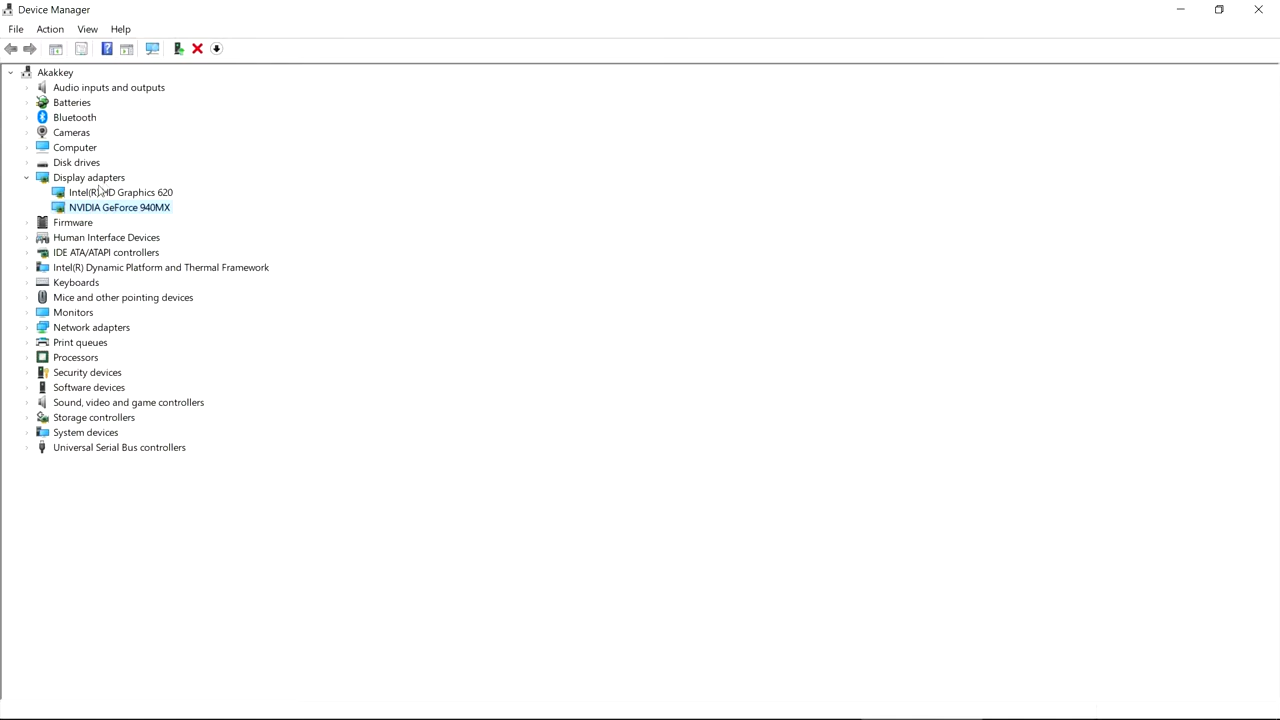 Device Manager
File Action View Help
Akakkey
Audio inputs and outputs
Batteries
Bluetooth
Cameras
Computer
Disk drives
Display adapters
Intel(R) HD Graphics 620
NVIDIA GeForce 940MX
Firmware
Human Interface Devices
IDE ATA/ATAPI controllers
Intel(R) Dynamic Platform and Thermal Framework
Keyboards
Mice and other pointing devices
Monitors
Network adapters
Print queues
Processors
Security devices
Software devices
Sound, video and game controllers
Storage controllers
System devices
Universal Serial Bus controllers